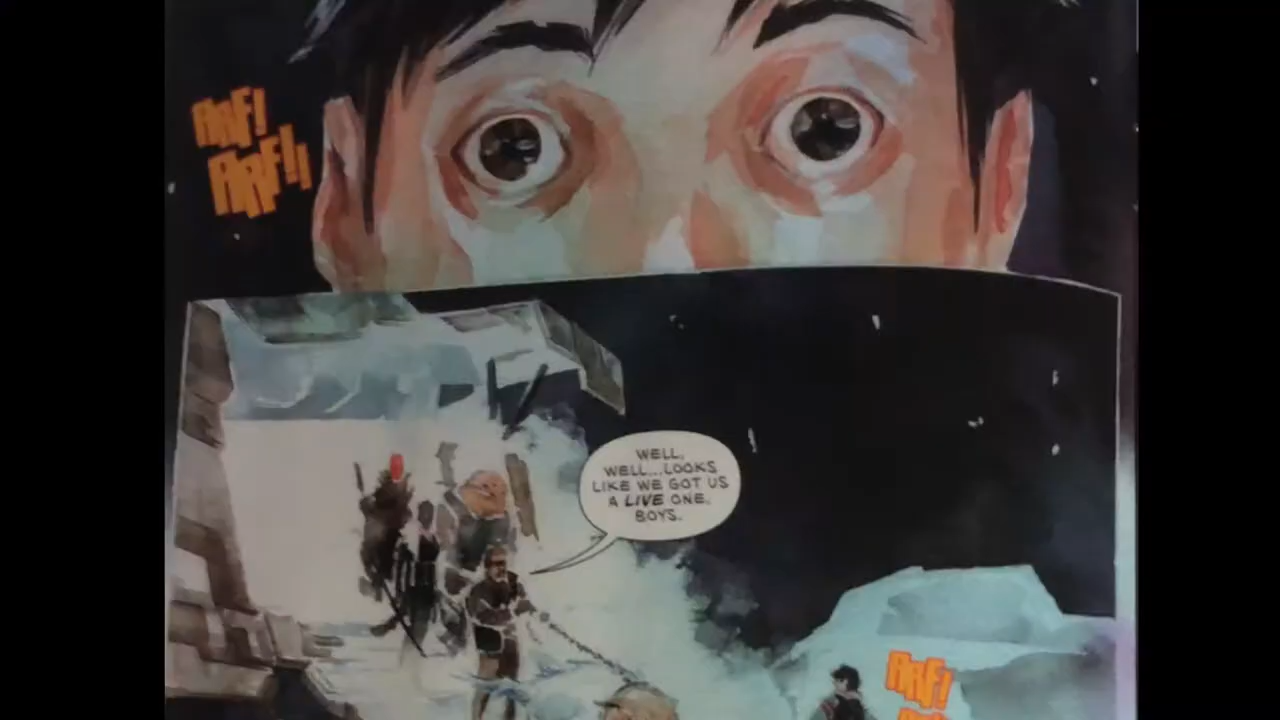 ARF!
ARF!!
WELL,
WELL...LOOKS
LIKE WE GOT US
A LIVE ONE,
BOYS.
ARF!